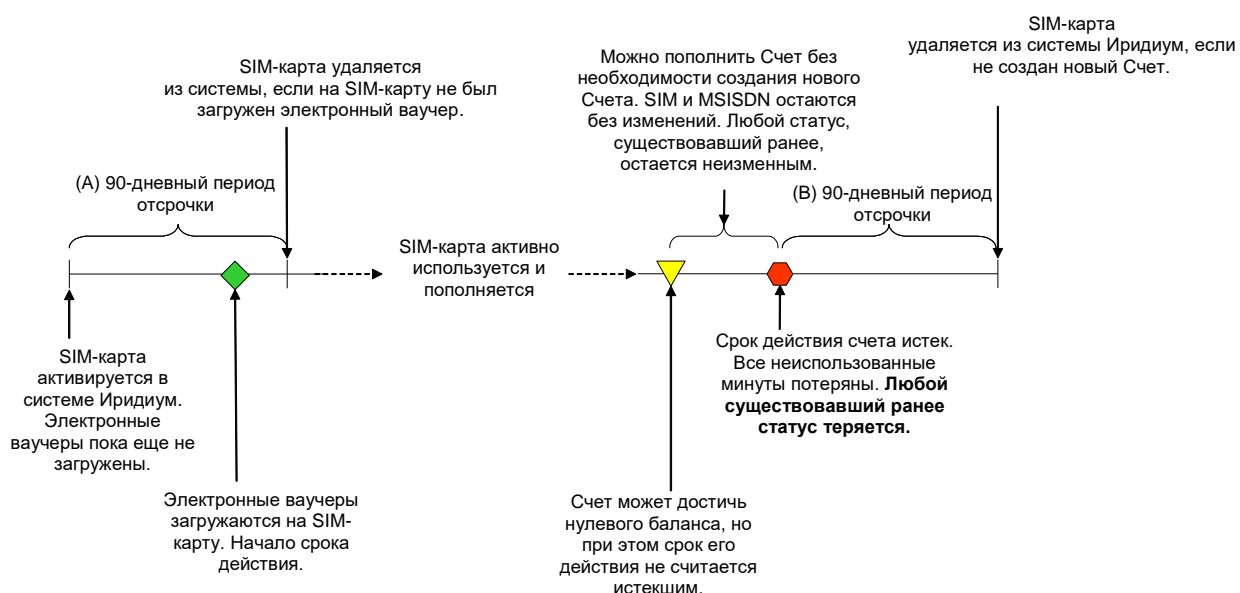 SIM-карта
удаляется из системы Иридиум, если
не создан новый Счет.
Можно пополнить Счет без
необходимости создания нового
Счета. SIM и MSISDN остаются
без изменений. Любой статус,
существовавший ранее,
остается неизменным.
SIM-карта удаляется
из системы, если на SIM-карту не был
загружен электронный ваучер.
(A) 90-дневный период
отсрочки
(B) 90-дневный период
отсрочки
SIM-карта активно
используется и
пополняется
SIM-карта
активируется в
системе Иридиум.
Электронные
ваучеры пока еще не
загружены.
Срок действия счета истек.
Все неиспользованные
минуты потеряны. Любой
существовавший ранее
статус теряется.
Электронные ваучеры
загружаются на SIM-
карту. Начало срока
действия.
Счет может достичь
нулевого баланса, но
при этом срок его
действия не считается
истекшим.